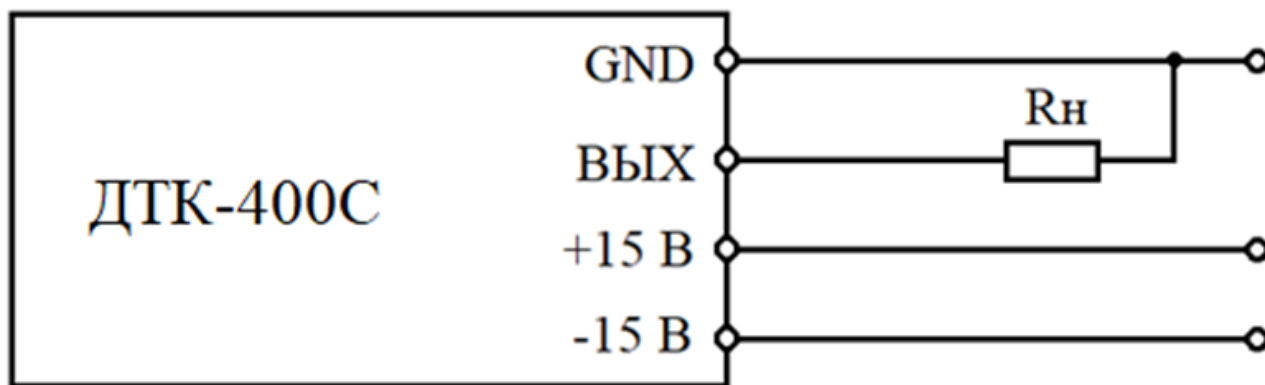 GND
Rн
ВЫХ
ДТК-400С
+15 В
-15 В